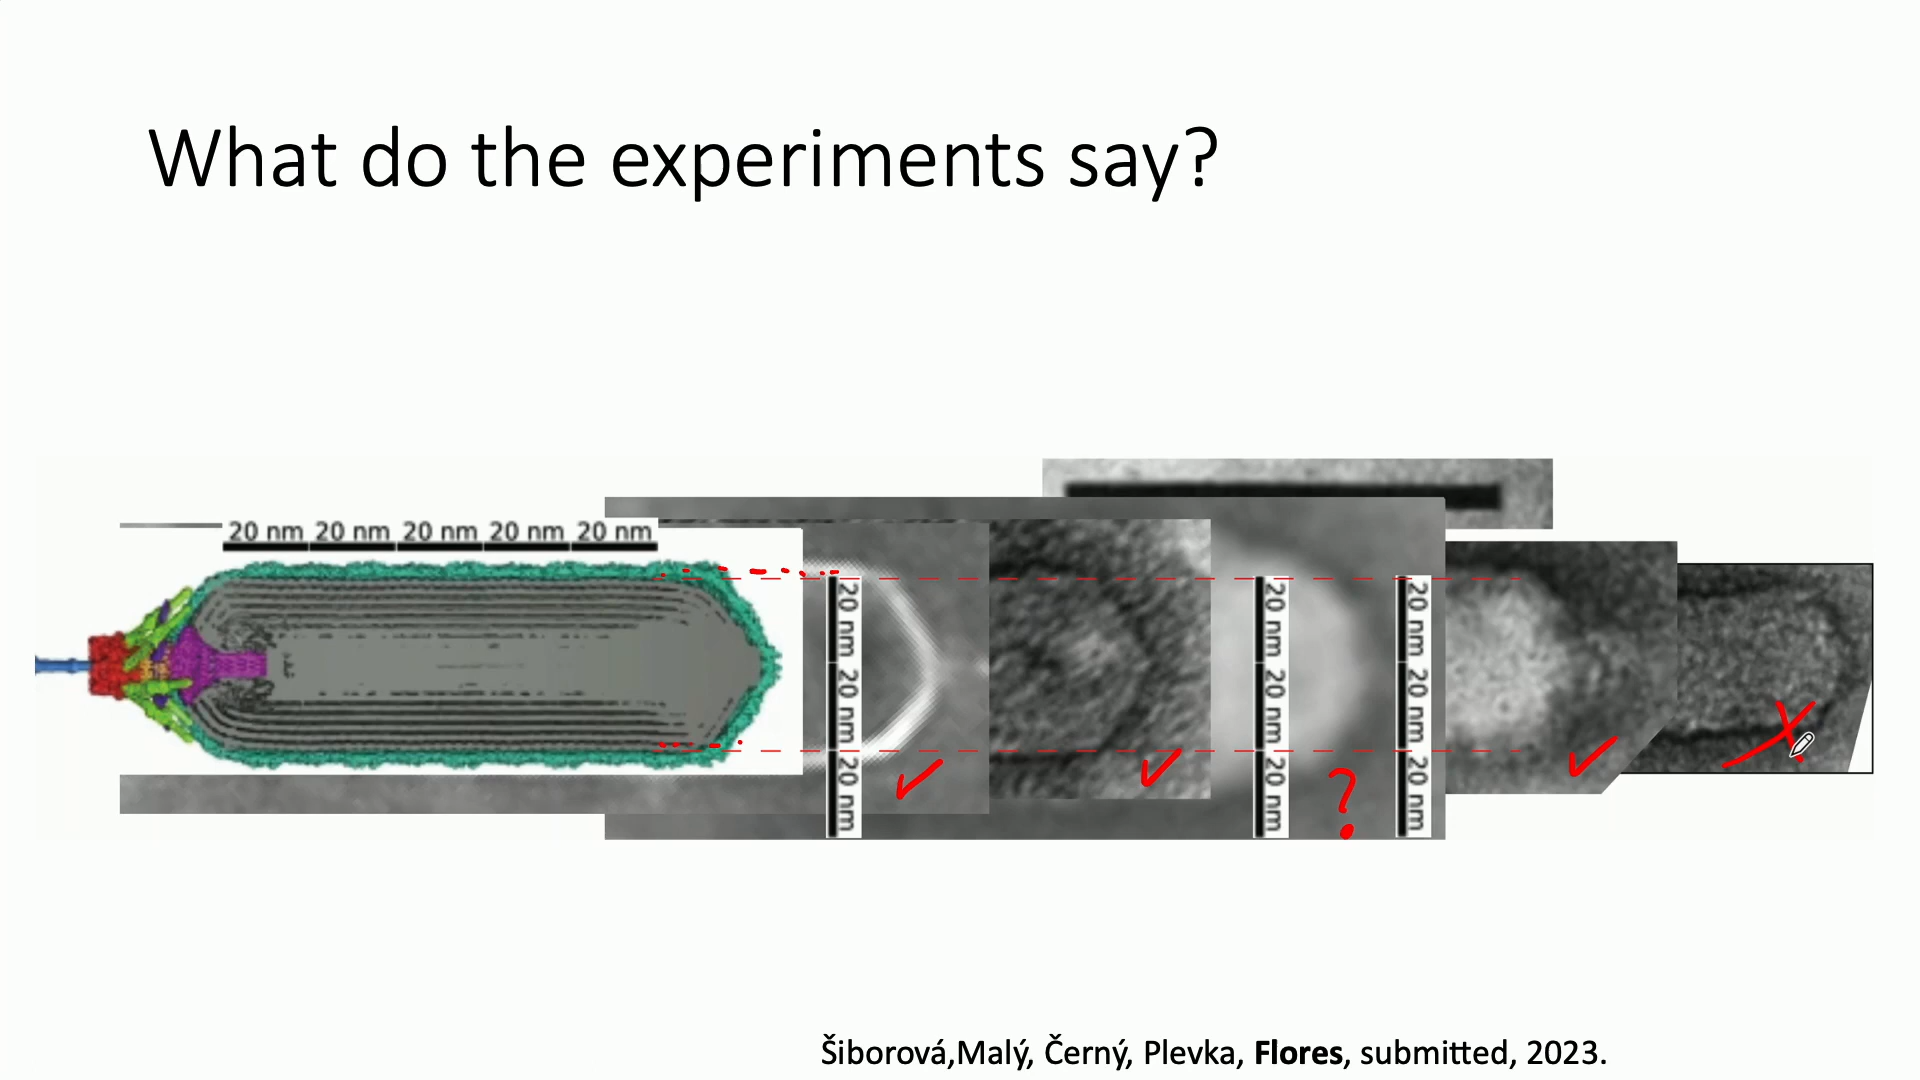 What do the experiments say?
20 nm 20 nm 20 nm 20 nm 20 nm
20 nm 20 nm 20 nm
20 nm 20 nm 20 nm
20 nm 20 nm 20 nm
?
Šiborová,Malý, Černý, Plevka, Flores, submitted, 2023.